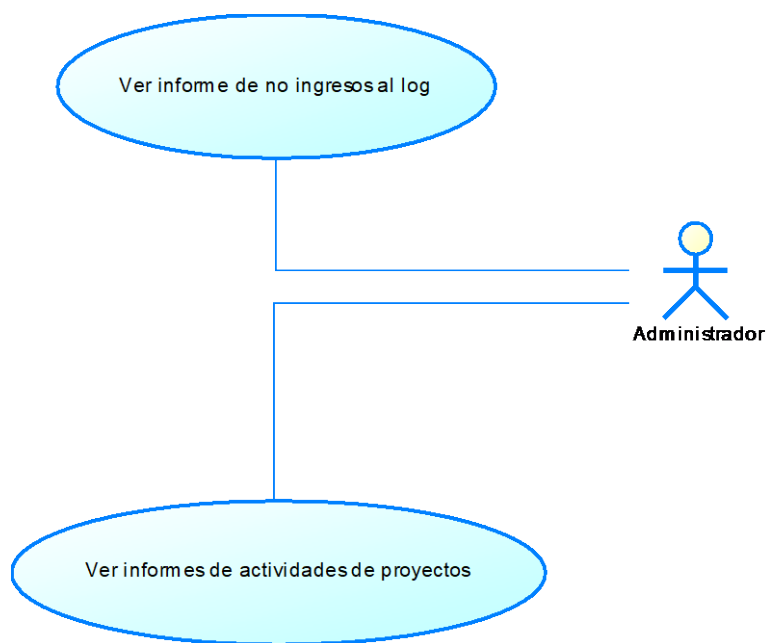 Ver informe de no ingresos al log
Administrador
Ver informes de actividades de proyectos